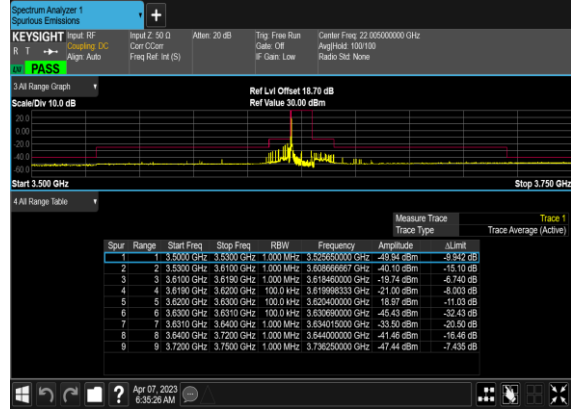 Spectrum Analyzer 1
Spurious Emissions
KEYSIGHT Input: RF Input Z: 50 Ω Atten: 20 dB Trig: Free Run Center Freq: 22.005000000 GHz
R T Coupling: DC Corr CCorr Gate: Off Avg|Hold: 100/100
Align: Auto Freq Ref: Int (S) IF Gain: Low Radio Std: None
PASS
3 All Range Graph
Ref Lvl Offset 18.70 dB
Scale/Div 10.0 dB Ref Value 30.00 dBm
20.0
0.00
-20.0
-40.0
-60.0
Start 3.500 GHz Stop 3.750 GHz
4 All Range Table
Measure Trace Trace 1
Trace Type Trace Average (Active)
Spur Range Start Freq Stop Freq RBW Frequency Amplitude ΔLimit
1 1 3.5000 GHz 3.5300 GHz 1.000 MHz 3.525650000 GHz -49.94 dBm -9.942 dB
2 2 3.5300 GHz 3.6100 GHz 1.000 MHz 3.608666667 GHz -40.10 dBm -15.10 dB
3 3 3.6100 GHz 3.6190 GHz 1.000 MHz 3.618460000 GHz -19.74 dBm -6.740 dB
4 4 3.6190 GHz 3.6200 GHz 100.0 kHz 3.619998333 GHz -21.00 dBm -8.003 dB
5 5 3.6200 GHz 3.6300 GHz 100.0 kHz 3.620400000 GHz 18.97 dBm -11.03 dB
6 6 3.6300 GHz 3.6310 GHz 100.0 kHz 3.630690000 GHz -45.43 dBm -32.43 dB
7 7 3.6310 GHz 3.6400 GHz 1.000 MHz 3.634015000 GHz -33.50 dBm -20.50 dB
8 8 3.6400 GHz 3.7200 GHz 1.000 MHz 3.644000000 GHz -41.46 dBm -16.46 dB
9 9 3.7200 GHz 3.7500 GHz 1.000 MHz 3.736250000 GHz -47.44 dBm -7.435 dB
Apr 07, 2023
6:35:26 AM